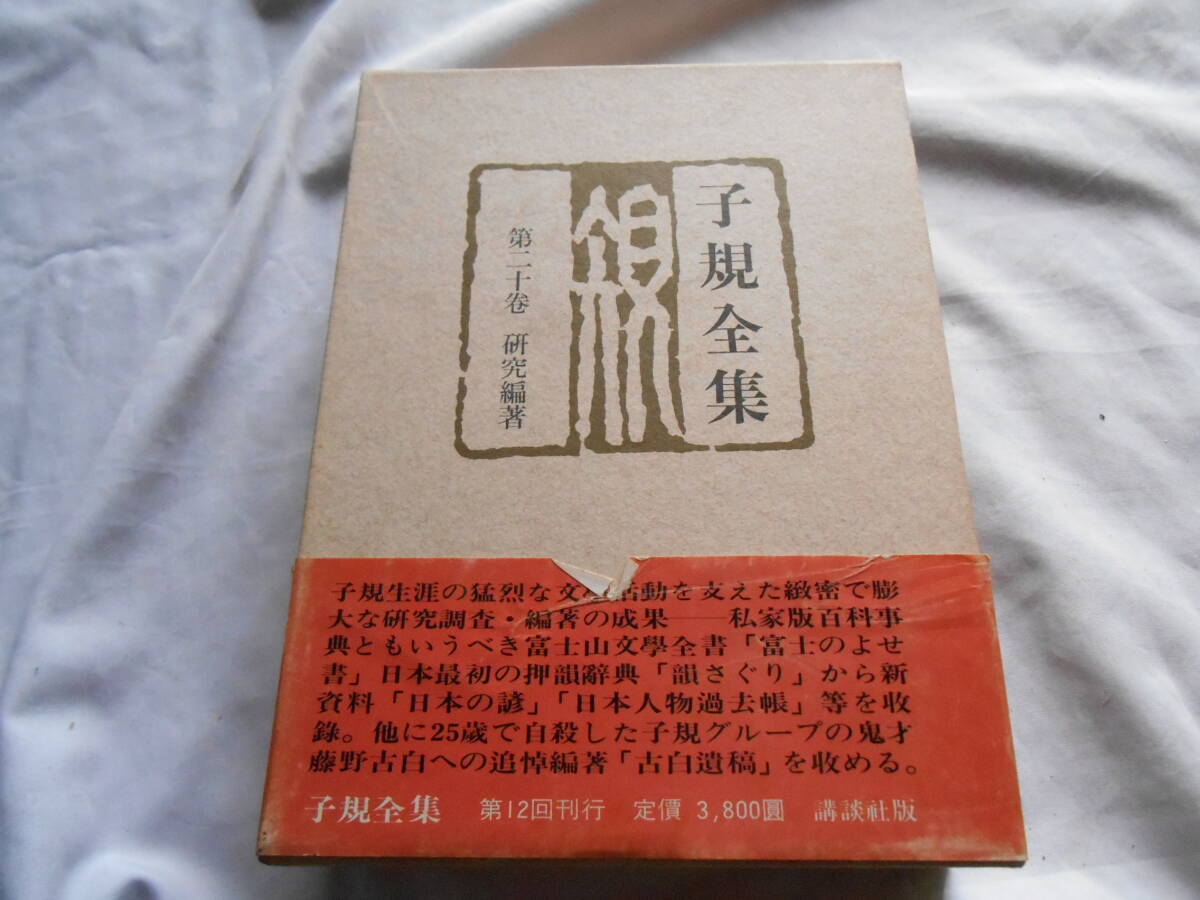 子規全集
第二十卷 研究編著
子規生涯の猛烈な文 活動を支えた緻密で膨
大な研究調査・編著の成果――私家版百科事
典ともいうべき富士山文學全書「富士のよせ
書」日本最初の押韻辭典「韻さぐり」から新
資料「日本の諺」「日本人物過去帳」等を收
錄。他に25歳で自殺した子規グループの鬼才
藤野古白への追悼編著「古白遺稿」を收める。
子規全集 第12回刊行 定價 3,800圓 講談社版